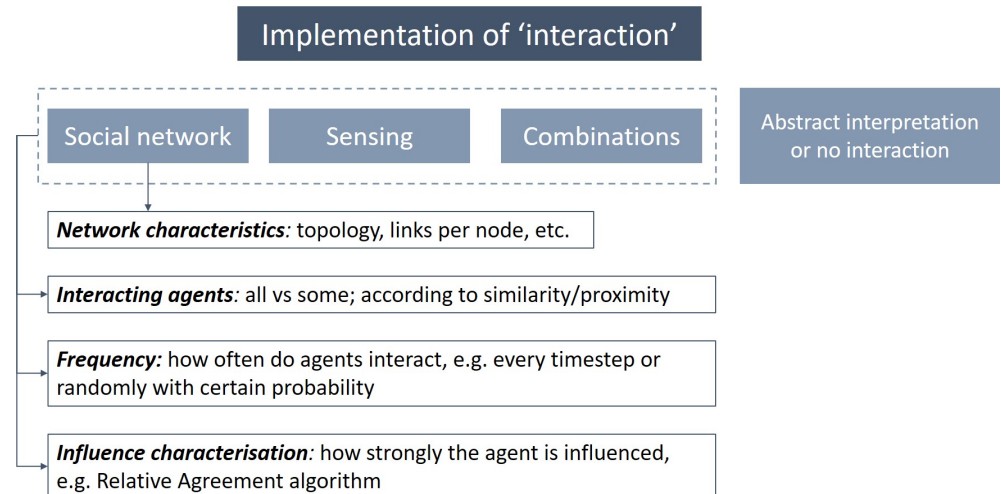 Implementation of ‘interaction’
Social network
Sensing
Combinations
Abstract interpretation
or no interaction
Network characteristics: topology, links per node, etc.
Interacting agents: all vs some; according to similarity/proximity
Frequency: how often do agents interact, e.g. every timestep or
randomly with certain probability
Influence characterisation: how strongly the agent is influenced,
e.g. Relative Agreement algorithm